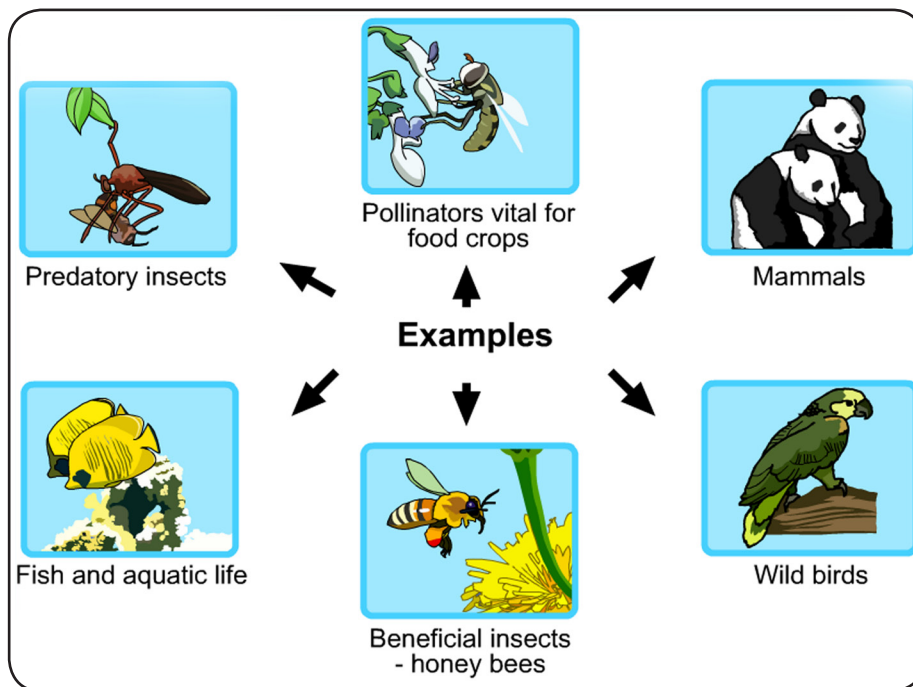 Pollinators vital for
food crops
Predatory insects
Mammals
Examples
Fish and aquatic life
Wild birds
Beneficial insects
- honey bees